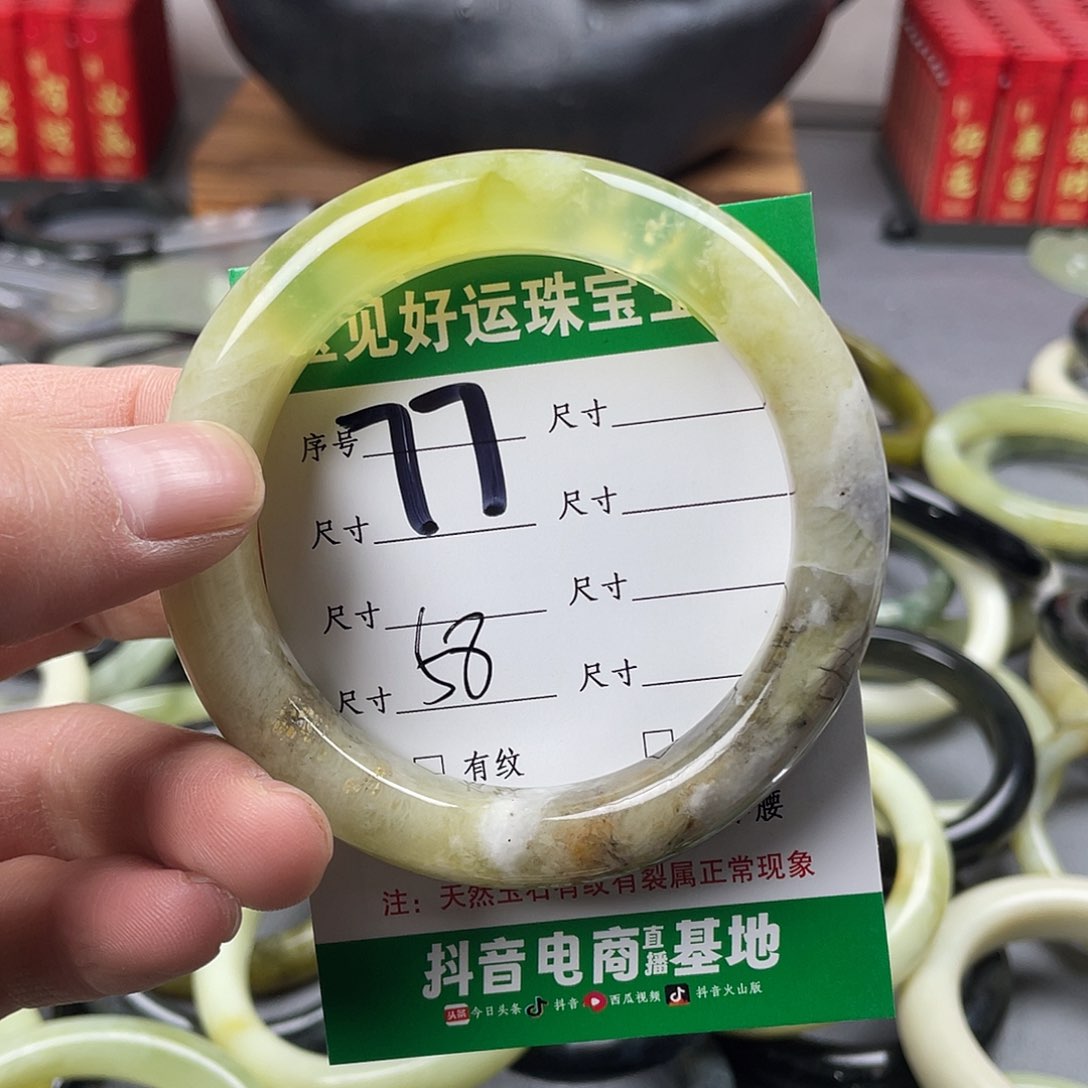 见好运珠宝
序号 77 尺寸
尺寸 尺寸
尺寸 尺寸
尺寸 58 尺寸
□ 有纹 □
腰
注：天然玉石有纹有裂属正常现象
抖音电商直播基地
头条 今日头条 抖音 西瓜视频 抖音火山版